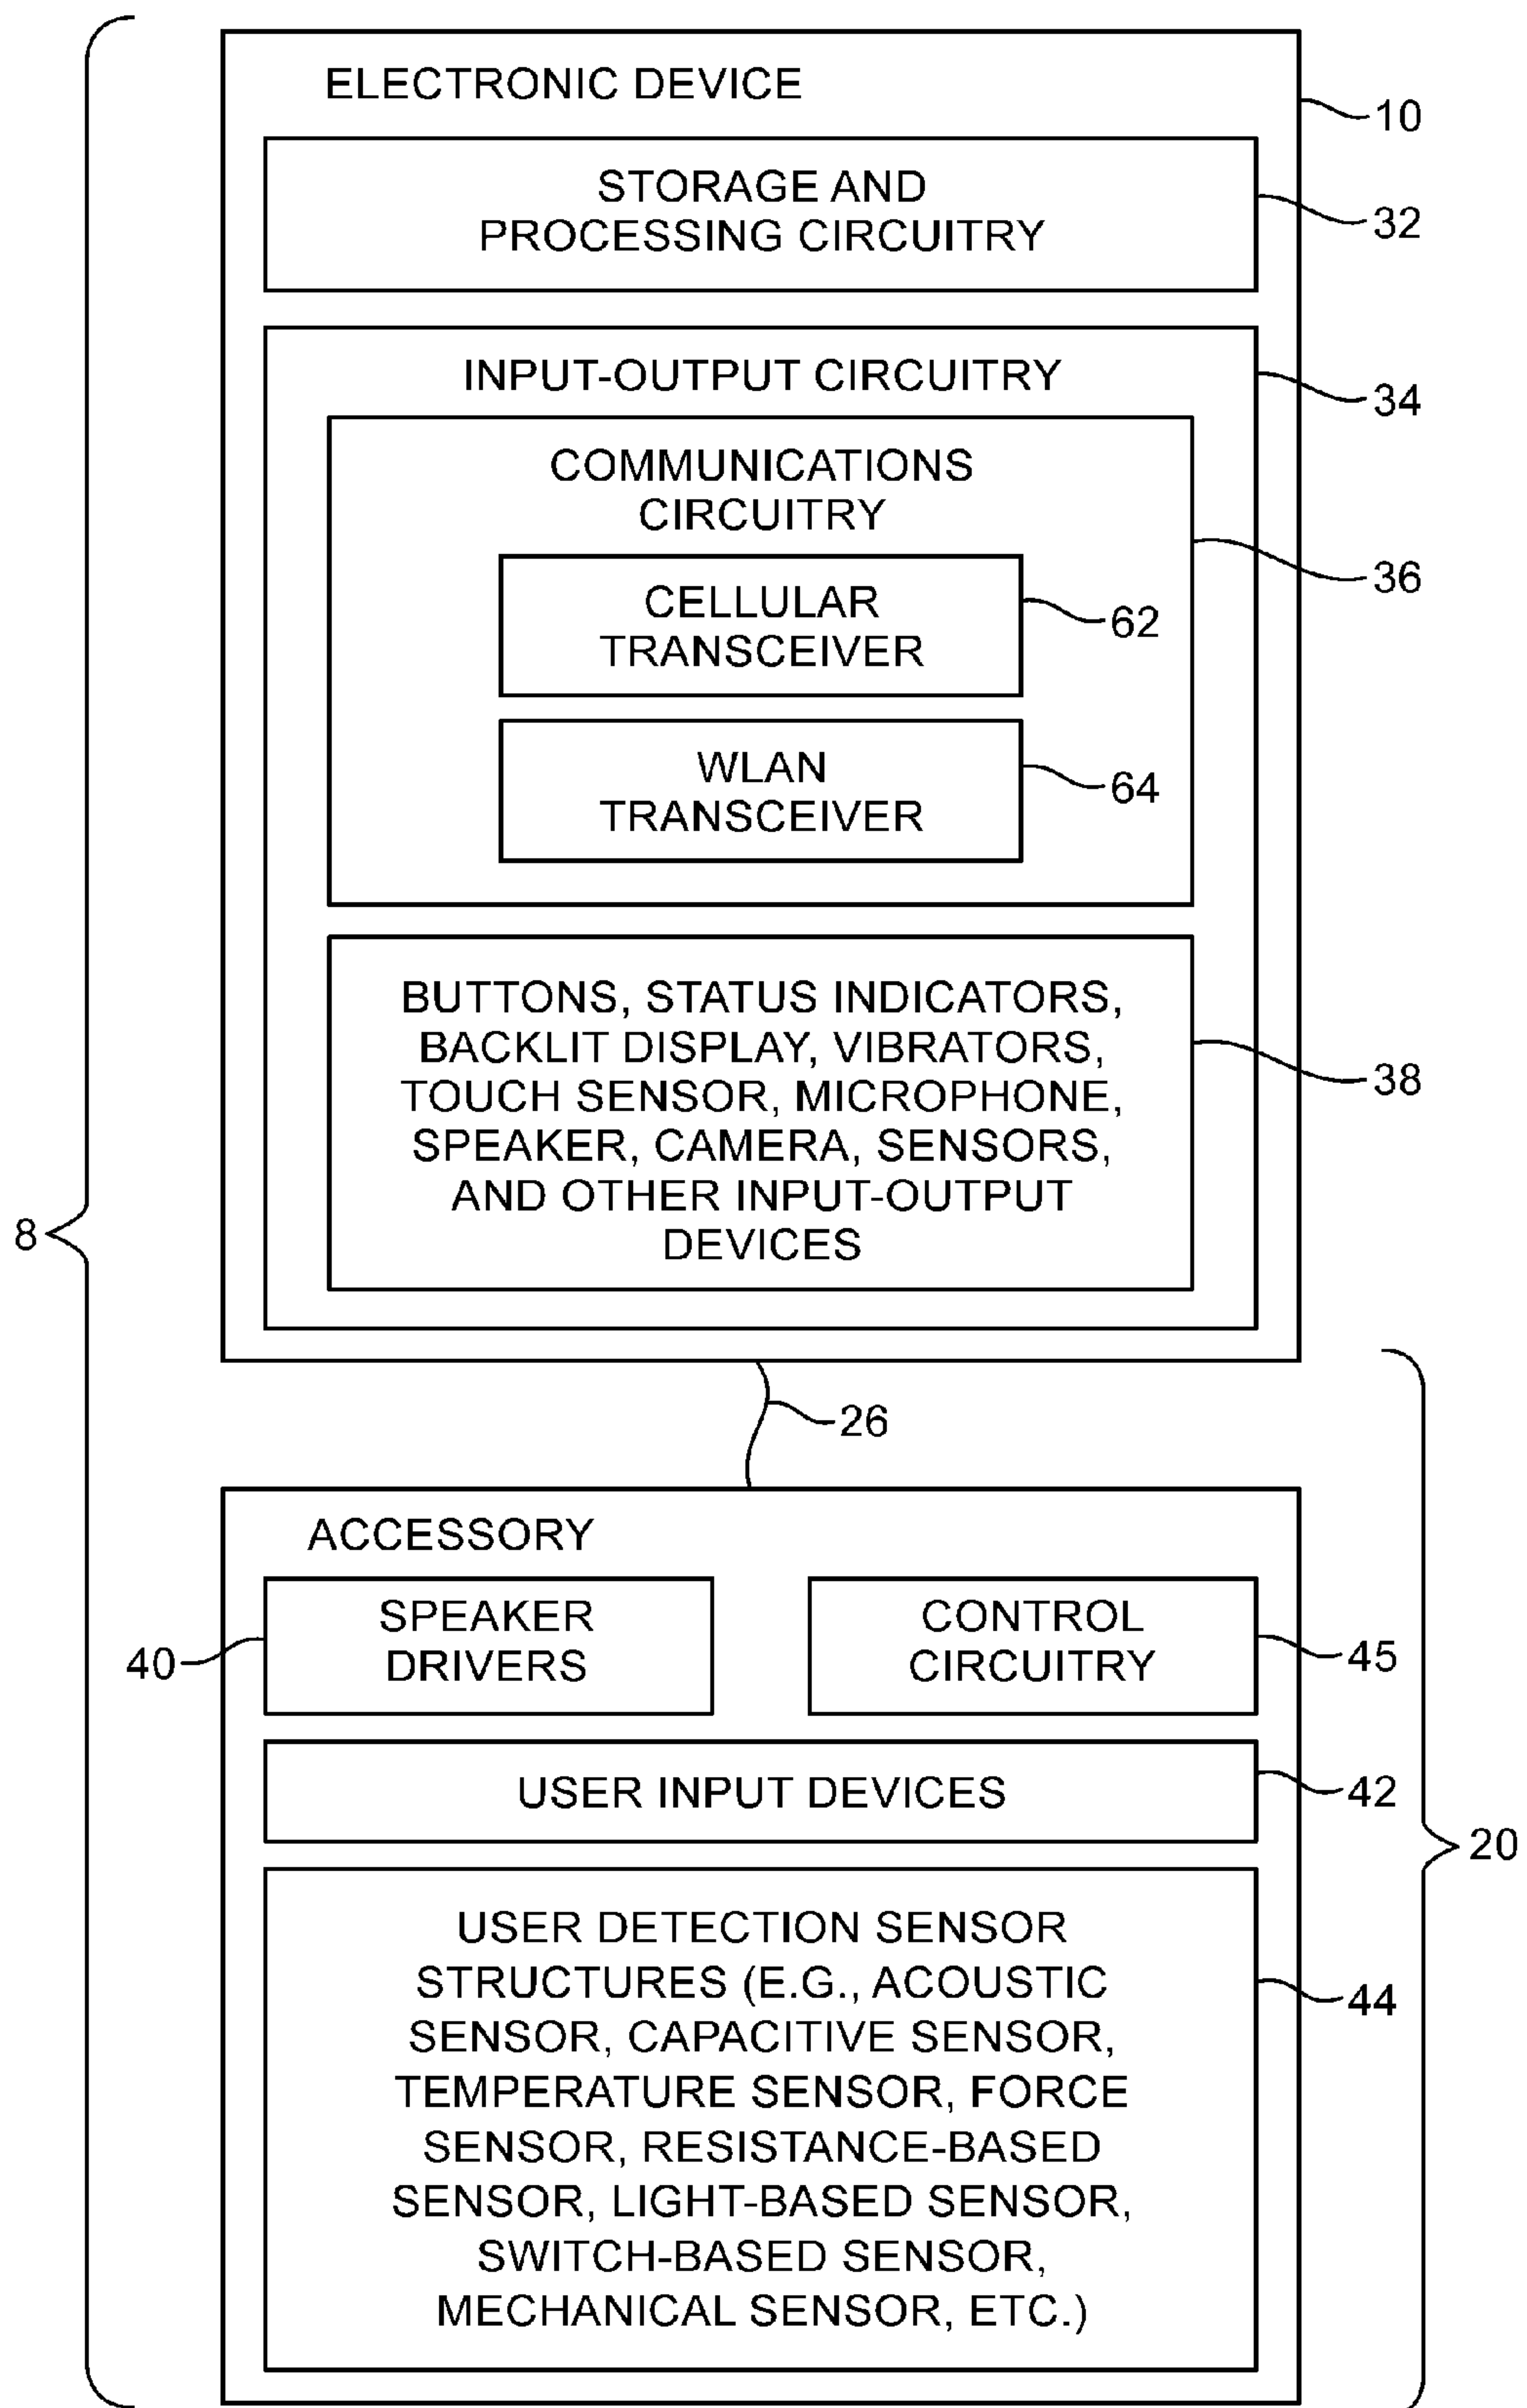 ELECTRONIC DEVICE
10
STORAGE AND
PROCESSING CIRCUITRY
32
INPUT-OUTPUT CIRCUITRY
34
COMMUNICATIONS
CIRCUITRY
36
CELLULAR
TRANSCEIVER
62
WLAN
TRANSCEIVER
64
BUTTONS, STATUS INDICATORS,
BACKLIT DISPLAY, VIBRATORS,
TOUCH SENSOR, MICROPHONE,
SPEAKER, CAMERA, SENSORS,
AND OTHER INPUT-OUTPUT
DEVICES
38
8
26
ACCESSORY
SPEAKER
DRIVERS
40
CONTROL
CIRCUITRY
45
USER INPUT DEVICES
42
20
USER DETECTION SENSOR
STRUCTURES (E.G., ACOUSTIC
SENSOR, CAPACITIVE SENSOR,
TEMPERATURE SENSOR, FORCE
SENSOR, RESISTANCE-BASED
SENSOR, LIGHT-BASED SENSOR,
SWITCH-BASED SENSOR,
MECHANICAL SENSOR, ETC.)
44